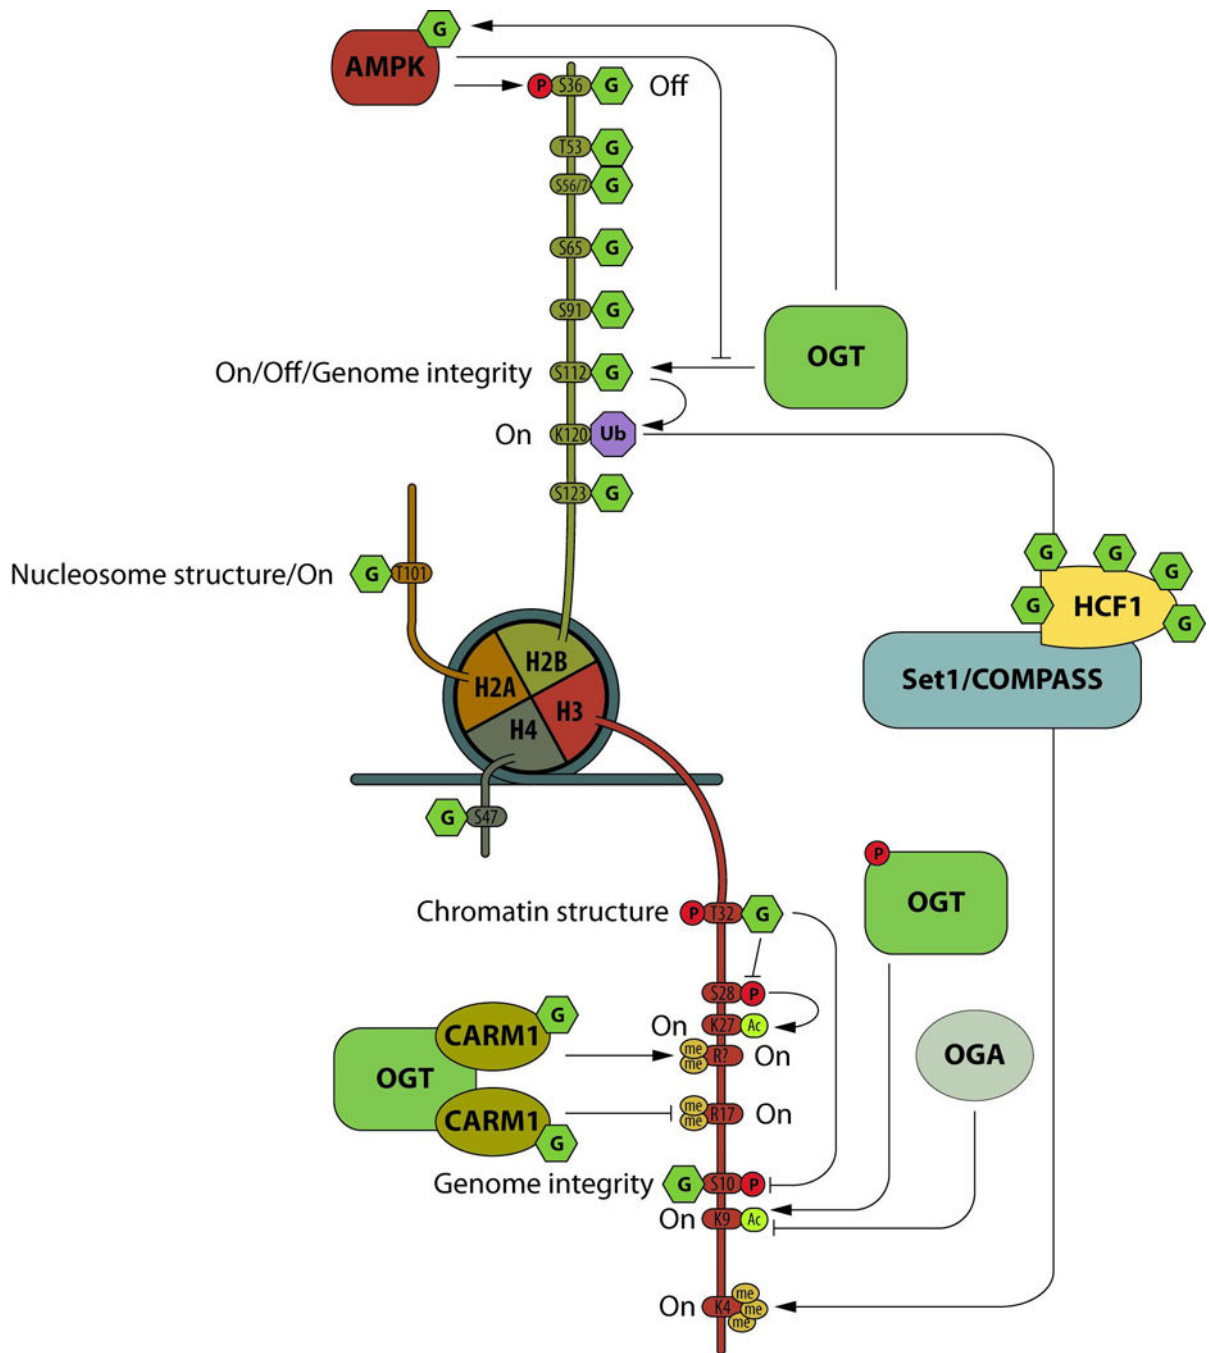 G
AMPK
P S36 G Off
T53 G
S56/7 G
S65 G
S91 G
OGT
On/Off/Genome integrity S112 G
On K120 Ub
S123 G
G G G
Nucleosome structure/On G T101
G HCF1 G
H2B
H2A
Set1/COMPASS
H3
H4
G S47
P
OGT
Chromatin structure P T32 G
S28 P
G
On K27 Ac
CARM1
me me R? On
OGA
OGT
me me R17 On
CARM1
G
Genome integrity G S10 P
On K9 Ac
On K4 me me me